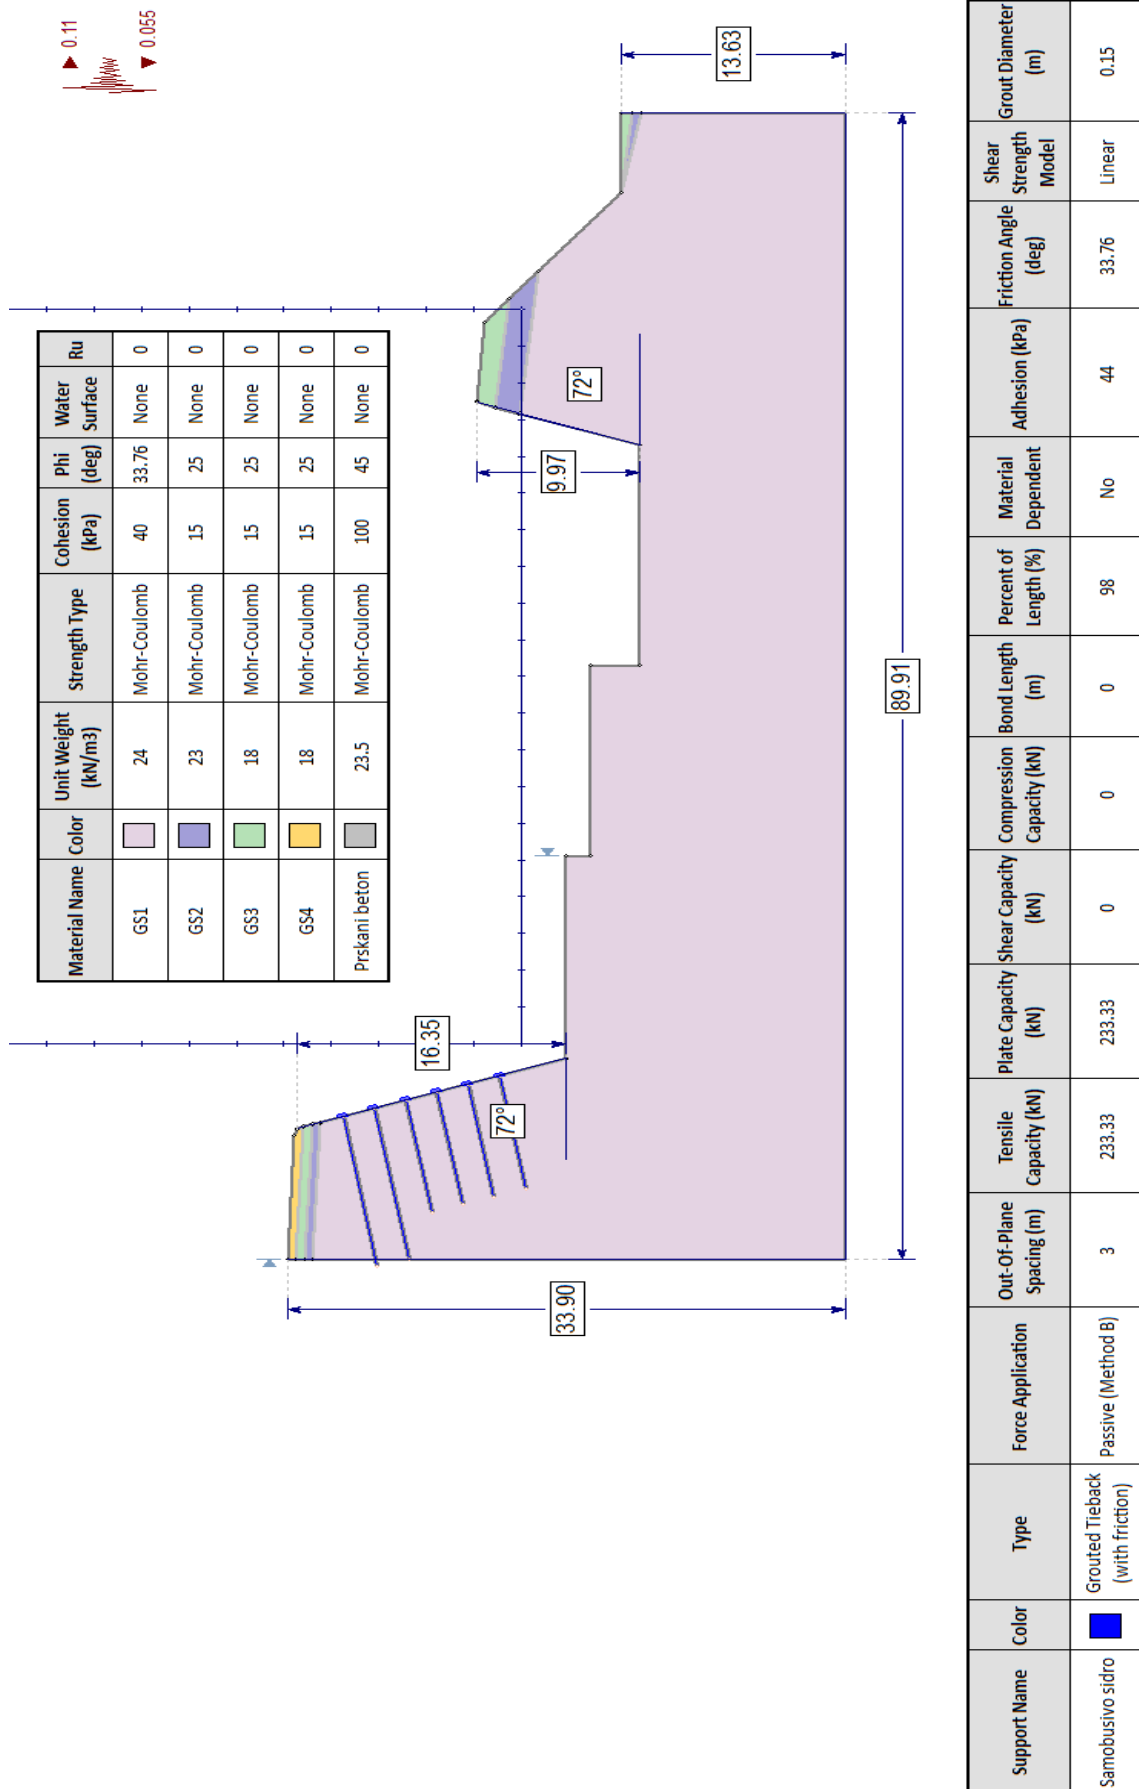 ▶ 0.11
▼ 0.055
Material Name Color Unit Weight (kN/m3) Strength Type Cohesion (kPa) Phi (deg) Water Surface Ru
GS1 24 Mohr-Coulomb 40 33.76 None 0
GS2 23 Mohr-Coulomb 15 25 None 0
GS3 18 Mohr-Coulomb 15 25 None 0
GS4 18 Mohr-Coulomb 15 25 None 0
Prskani beton 23.5 Mohr-Coulomb 100 45 None 0
33.90
16.35
72°
9.97
72°
13.63
89.91
Support Name Color Type Force Application Out-Of-Plane Spacing (m) Tensile Capacity (kN) Plate Capacity (kN) Shear Capacity (kN) Compression Capacity (kN) Bond Length (m) Percent of Length (%) Material Dependent Adhesion (kPa) Friction Angle (deg) Shear Strength Model Grout Diameter (m)
Samobusivo sidro Grouted Tieback (with friction) Passive (Method B) 3 233.33 233.33 0 0 0 98 No 44 33.76 Linear 0.15